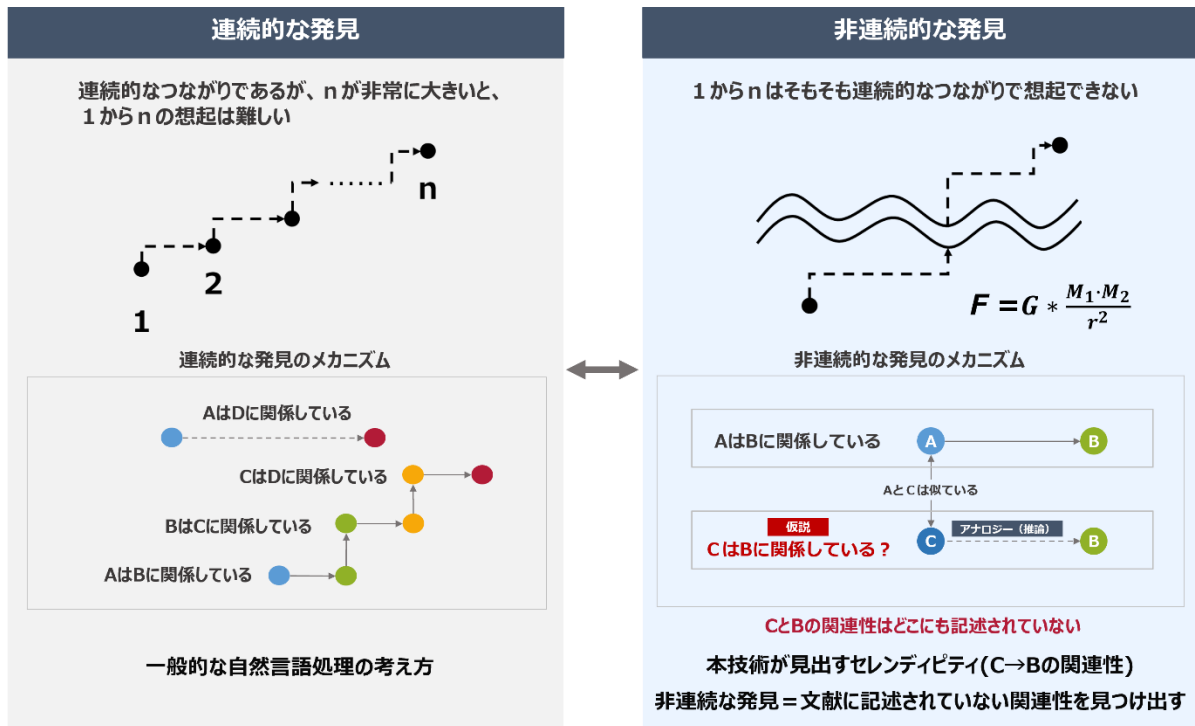 連続的な発見
連続的なつながりであるが、nが非常に大きいと、
１からnの想起は難しい
n
2
1
連続的な発見のメカニズム
AはDに関係している
CはDに関係している
BはCに関係している
AはBに関係している
一般的な自然言語処理の考え方
非連続的な発見
１からnはそもそも連続的なつながりで想起できない
F = G * M₁·M₂ / r²
非連続的な発見のメカニズム
AはBに関係している
A
B
AとCは似ている
仮説
CはBに関係している？
C
アナロジー（推論）
B
CとBの関連性はどこにも記述されていない
本技術が見出すセレンディピティ(C→Bの関連性)
非連続な発見＝文献に記述されていない関連性を見つけ出す